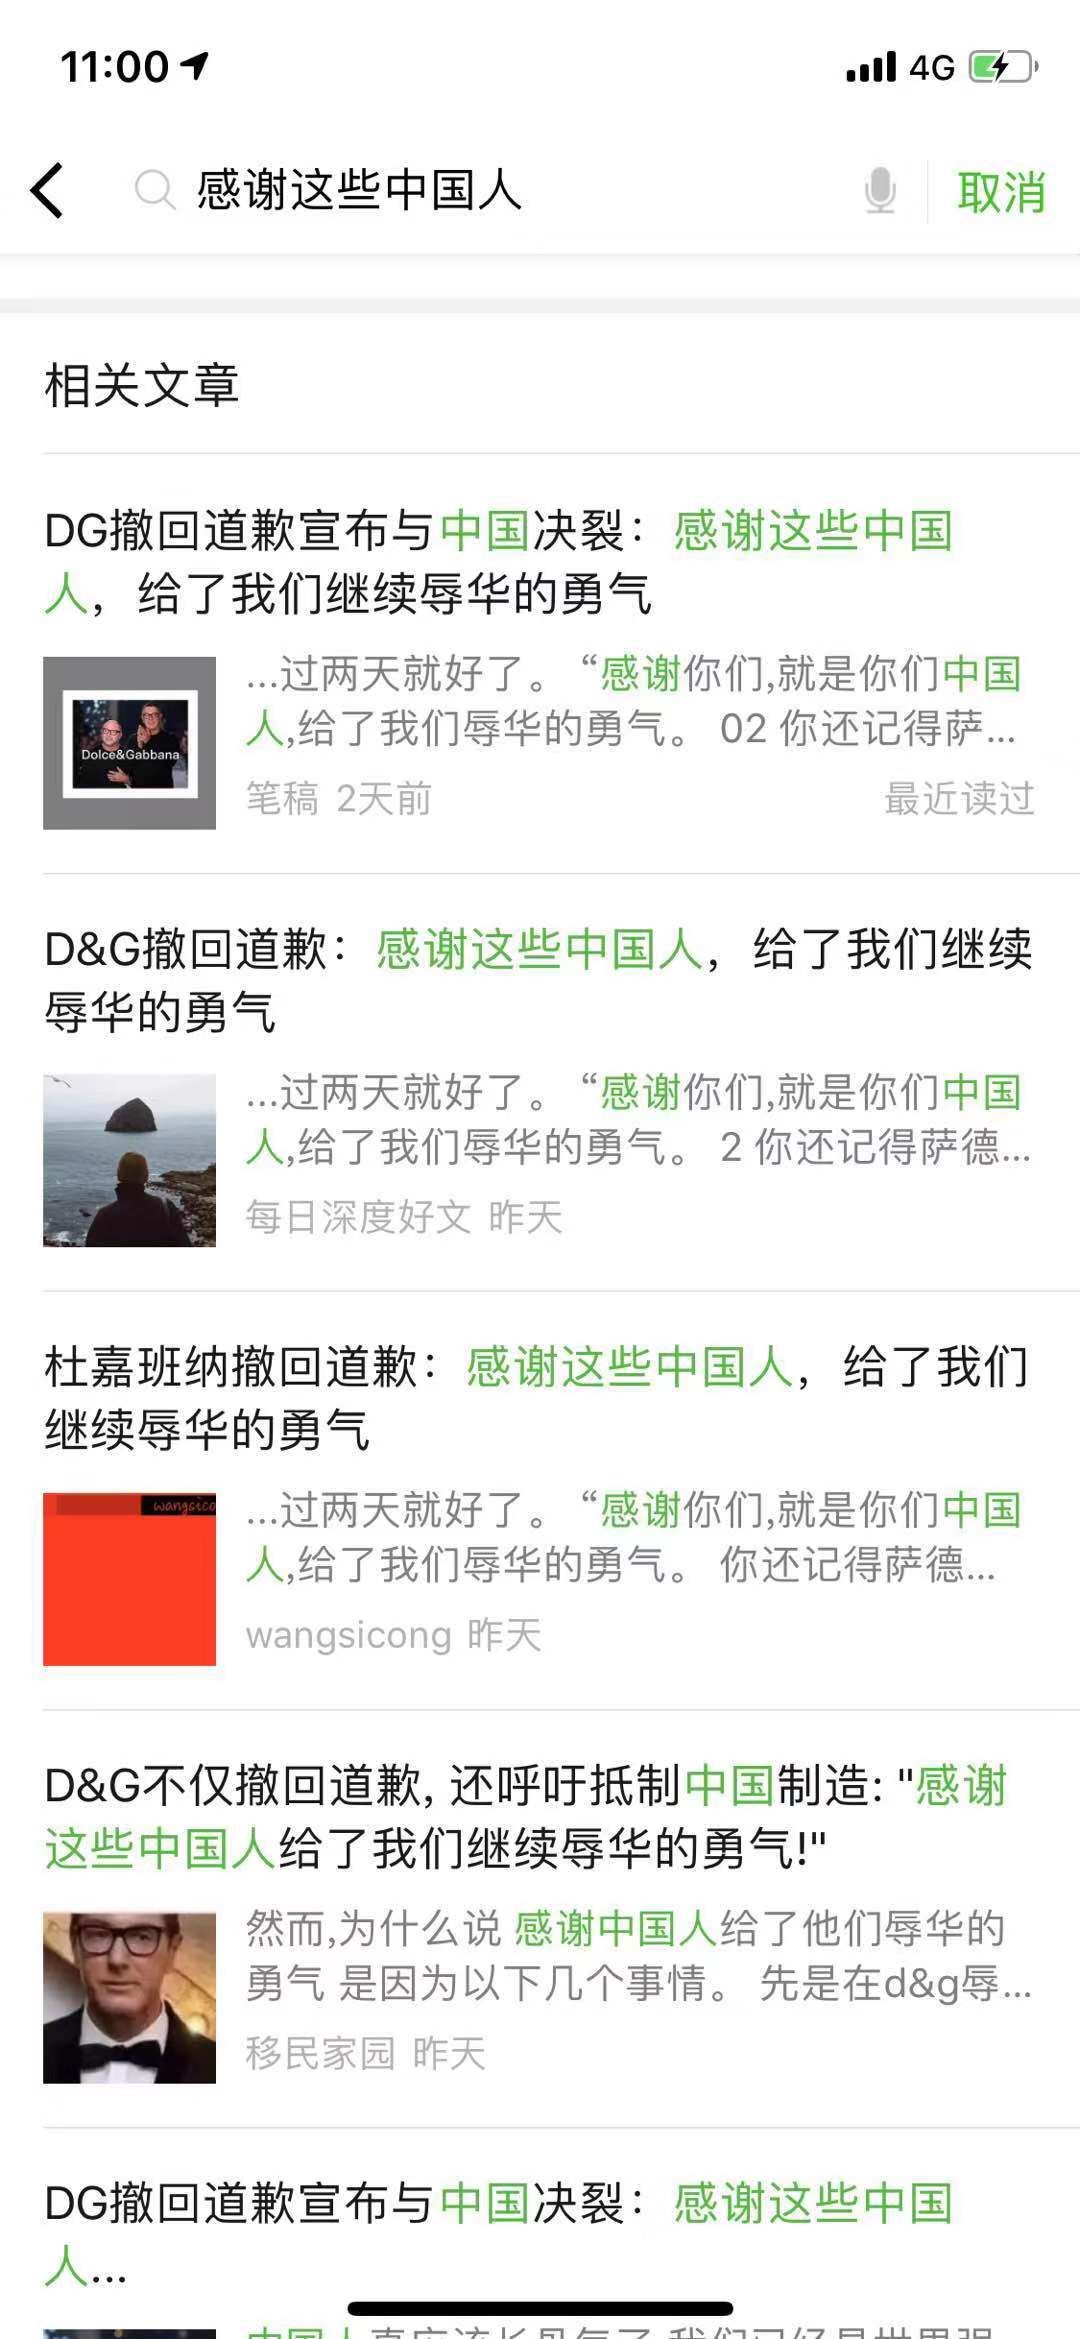 11:00
4G
感谢这些中国人
取消
相关文章
DG撤回道歉宣布与中国决裂：感谢这些中国
人，给了我们继续辱华的勇气
Dolce&Gabbana
...过两天就好了。“感谢你们,就是你们中国
人,给了我们辱华的勇气。 02 你还记得萨...
笔稿 2天前
最近读过
D&G撤回道歉：感谢这些中国人，给了我们继续
辱华的勇气
...过两天就好了。“感谢你们,就是你们中国
人,给了我们辱华的勇气。 2 你还记得萨德...
每日深度好文 昨天
杜嘉班纳撤回道歉：感谢这些中国人，给了我们
继续辱华的勇气
wangsico
...过两天就好了。“感谢你们,就是你们中国
人,给了我们辱华的勇气。 你还记得萨德...
wangsicong 昨天
D&G不仅撤回道歉, 还呼吁抵制中国制造: "感谢
这些中国人给了我们继续辱华的勇气!"
然而,为什么说 感谢中国人给了他们辱华的
勇气 是因为以下几个事情。 先是在d&g辱...
移民家园 昨天
DG撤回道歉宣布与中国决裂：感谢这些中国
人...